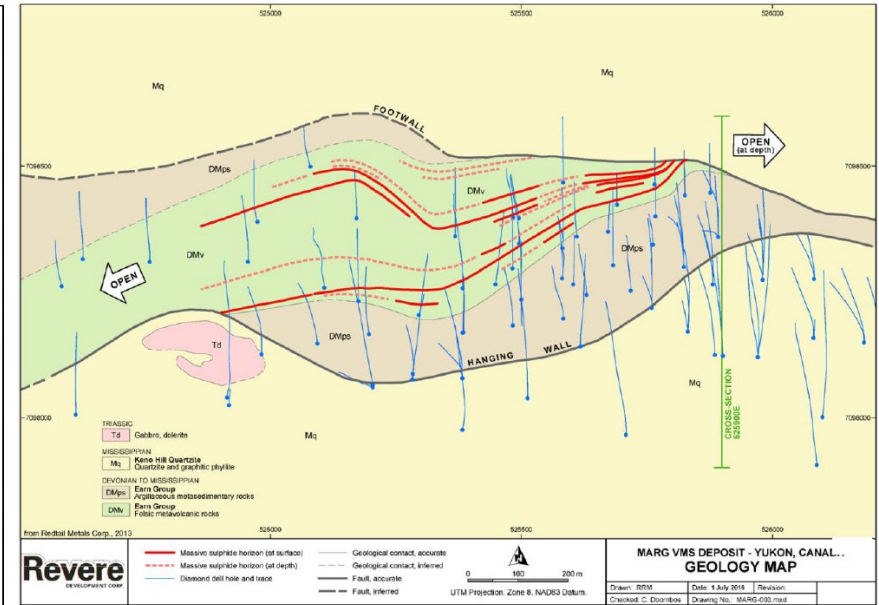 525000
525500
526000
Mq
Mq
FOOTWALL
OPEN
(at depth)
7098500
7098500
DMps
DMv
DMv
DMps
OPEN
Td
DMps
HANGING WALL
Mq
CROSS-SECTION
525900E
7098000
7098000
Mq
TRIASSIC
Td Gabbro, dolerite
MISSISSIPPIAN
Mq Keno Hill Quartzite
Quartzite and graphitic phyllite
DEVONIAN TO MISSISSIPPIAN
DMps Earn Group
Argillaceous metasedimentary rocks
DMv Earn Group
Felsic metavolcanic rocks
from Redtail Metals Corp., 2013
525000
525500
526000
Revere
DEVELOPMENT CORP
Massive sulphide horizon (at surface)
Massive sulphide horizon (at depth)
Diamond drill hole and trace
Geological contact, accurate
Geological contact, inferred
Fault, accurate
Fault, inferred
0 100 200 m
UTM Projection. Zone 8. NAD83 Datum.
MARG VMS DEPOSIT - YUKON, CANAL..
GEOLOGY MAP
Drawn: RRM Date: 1 July 2016 Revision:
Checked: C. Doornbos Drawing No.: MARG-003.mxd